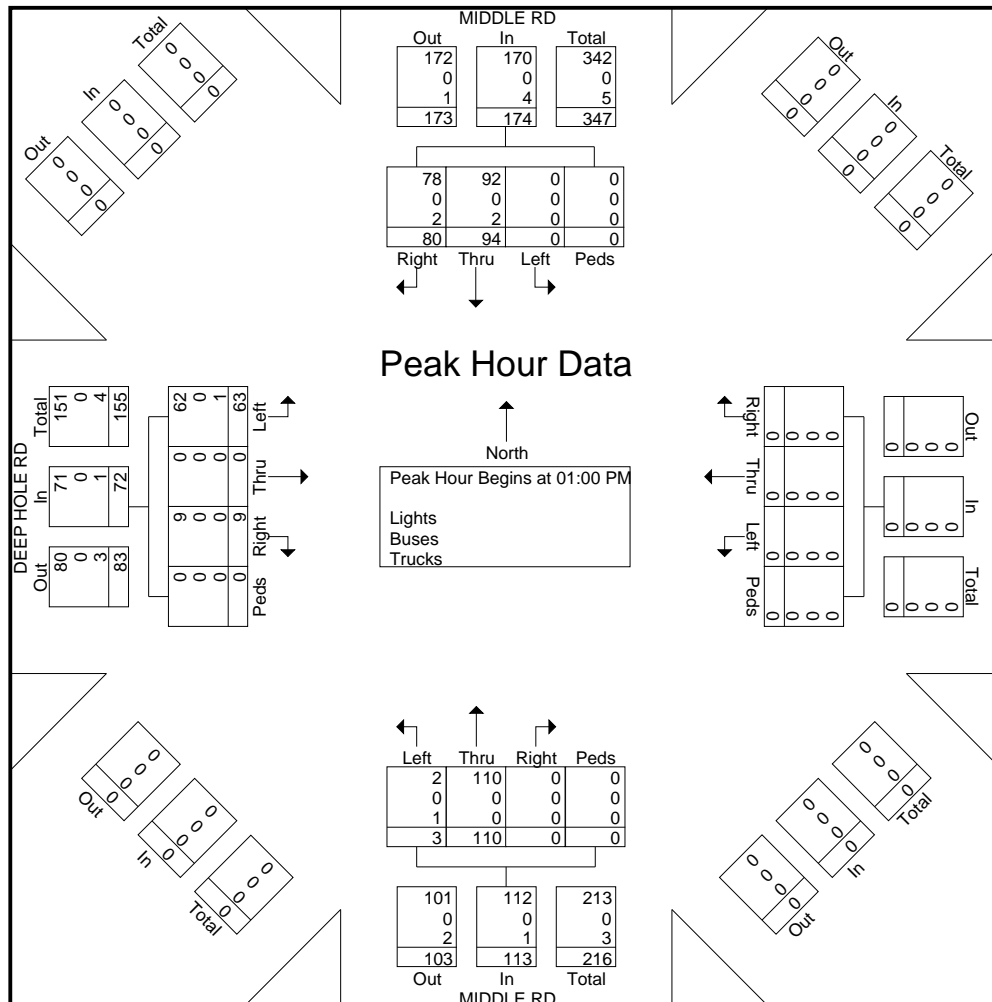 MIDDLE RD
Out In Total
172 170 342
0 0 0
1 4 5
173 174 347
78 92 0 0
0 0 0 0
2 2 0 0
80 94 0 0
Right Thru Left Peds
Total
0
0
0
0
In
0
0
0
0
Out
0
0
0
0
Out
0
0
0
0
In
0
0
0
0
Total
0
0
0
0
Peak Hour Data
North
Peak Hour Begins at 01:00 PM
Lights
Buses
Trucks
DEEP HOLE RD
Total
151 0 4 155
In
71 0 1 72
Out
80 0 3 83
62 0 1 63
Left
0 0 0 0
Thru
9 0 0 9
Right
0 0 0 0
Peds
Right
0 0 0 0
Thru
0 0 0 0
Left
0 0 0 0
Peds
0 0 0 0
Out
0 0 0 0
In
0 0 0 0
Total
0 0 0 0
Left Thru Right Peds
2 110 0 0
0 0 0 0
1 0 0 0
3 110 0 0
101 112 213
0 0 0
2 1 3
103 113 216
Out In Total
MIDDLE RD
0
0
0
0
Out
0
0
0
0
In
0
0
0
0
Total
0
0
0
0
Total
0
0
0
0
In
0
0
0
0
Out